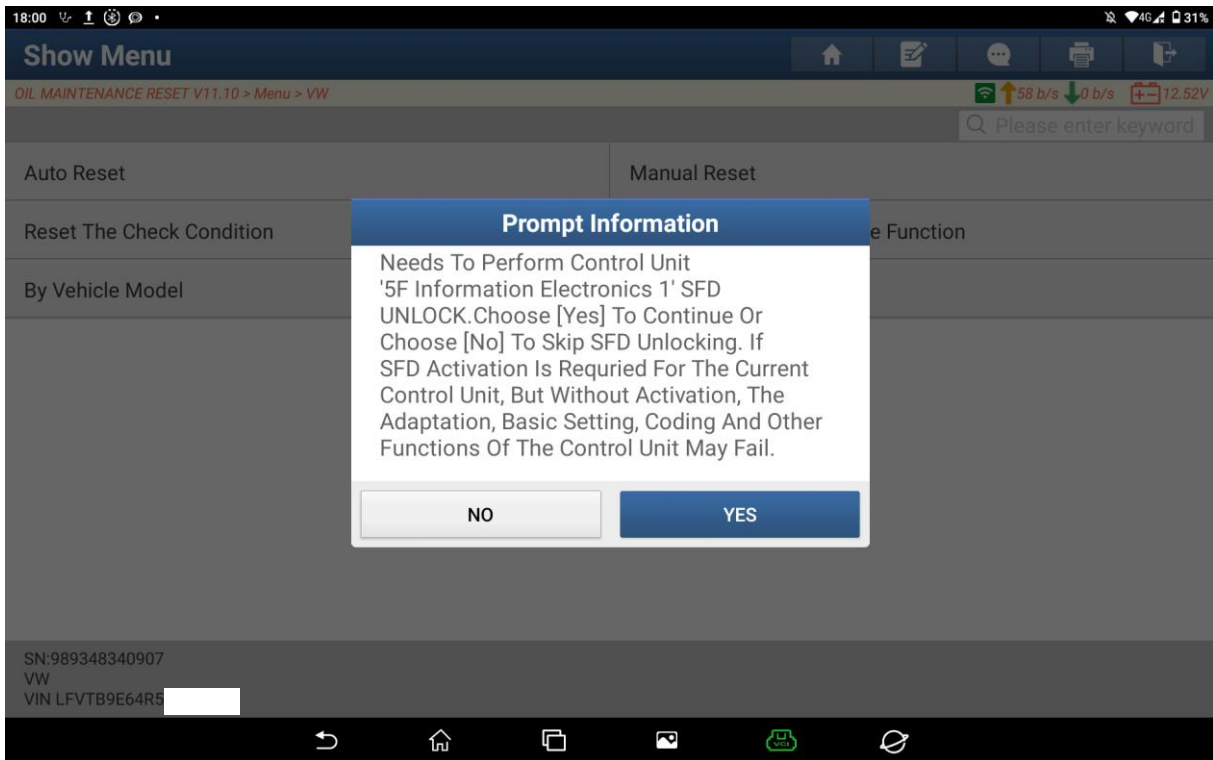 18:00
4G 31%
Show Menu
OIL MAINTENANCE RESET V11.10 > Menu > VW
58 b/s 0 b/s 12.52V
Please enter keyword
Auto Reset
Manual Reset
Reset The Check Condition
e Function
By Vehicle Model
Prompt Information
Needs To Perform Control Unit
'5F Information Electronics 1' SFD
UNLOCK.Choose [Yes] To Continue Or
Choose [No] To Skip SFD Unlocking. If
SFD Activation Is Requried For The Current
Control Unit, But Without Activation, The
Adaptation, Basic Setting, Coding And Other
Functions Of The Control Unit May Fail.
NO
YES
SN:989348340907
VW
VIN LFVTB9E64R5
VCI